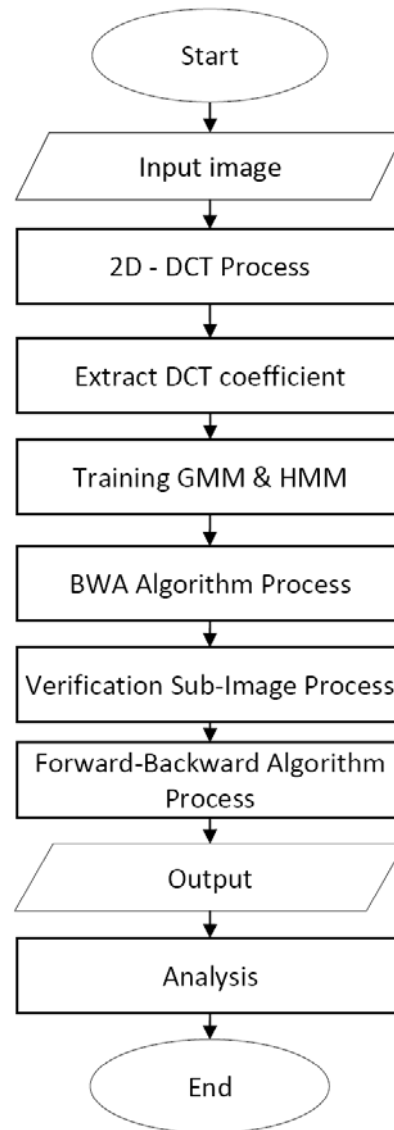 Start
Input image
2D - DCT Process
Extract DCT coefficient
Training GMM & HMM
BWA Algorithm Process
Verification Sub-Image Process
Forward-Backward Algorithm
Process
Output
Analysis
End